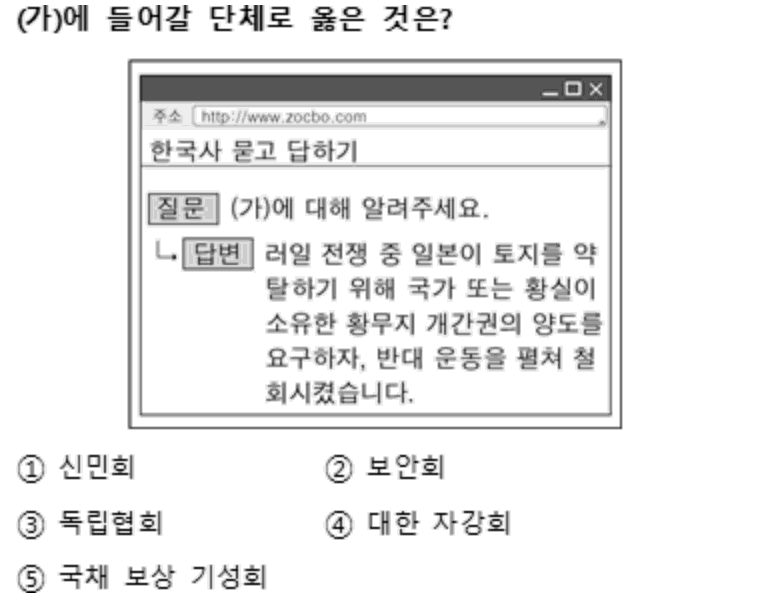 (가)에 들어갈 단체로 옳은 것은?
주소 http://www.zocbo.com
한국사 묻고 답하기
질문 (가)에 대해 알려주세요.
답변 러일 전쟁 중 일본이 토지를 약
탈하기 위해 국가 또는 황실이
소유한 황무지 개간권의 양도를
요구하자, 반대 운동을 펼쳐 철
회시켰습니다.
① 신민회 ② 보안회
③ 독립협회 ④ 대한 자강회
⑤ 국채 보상 기성회